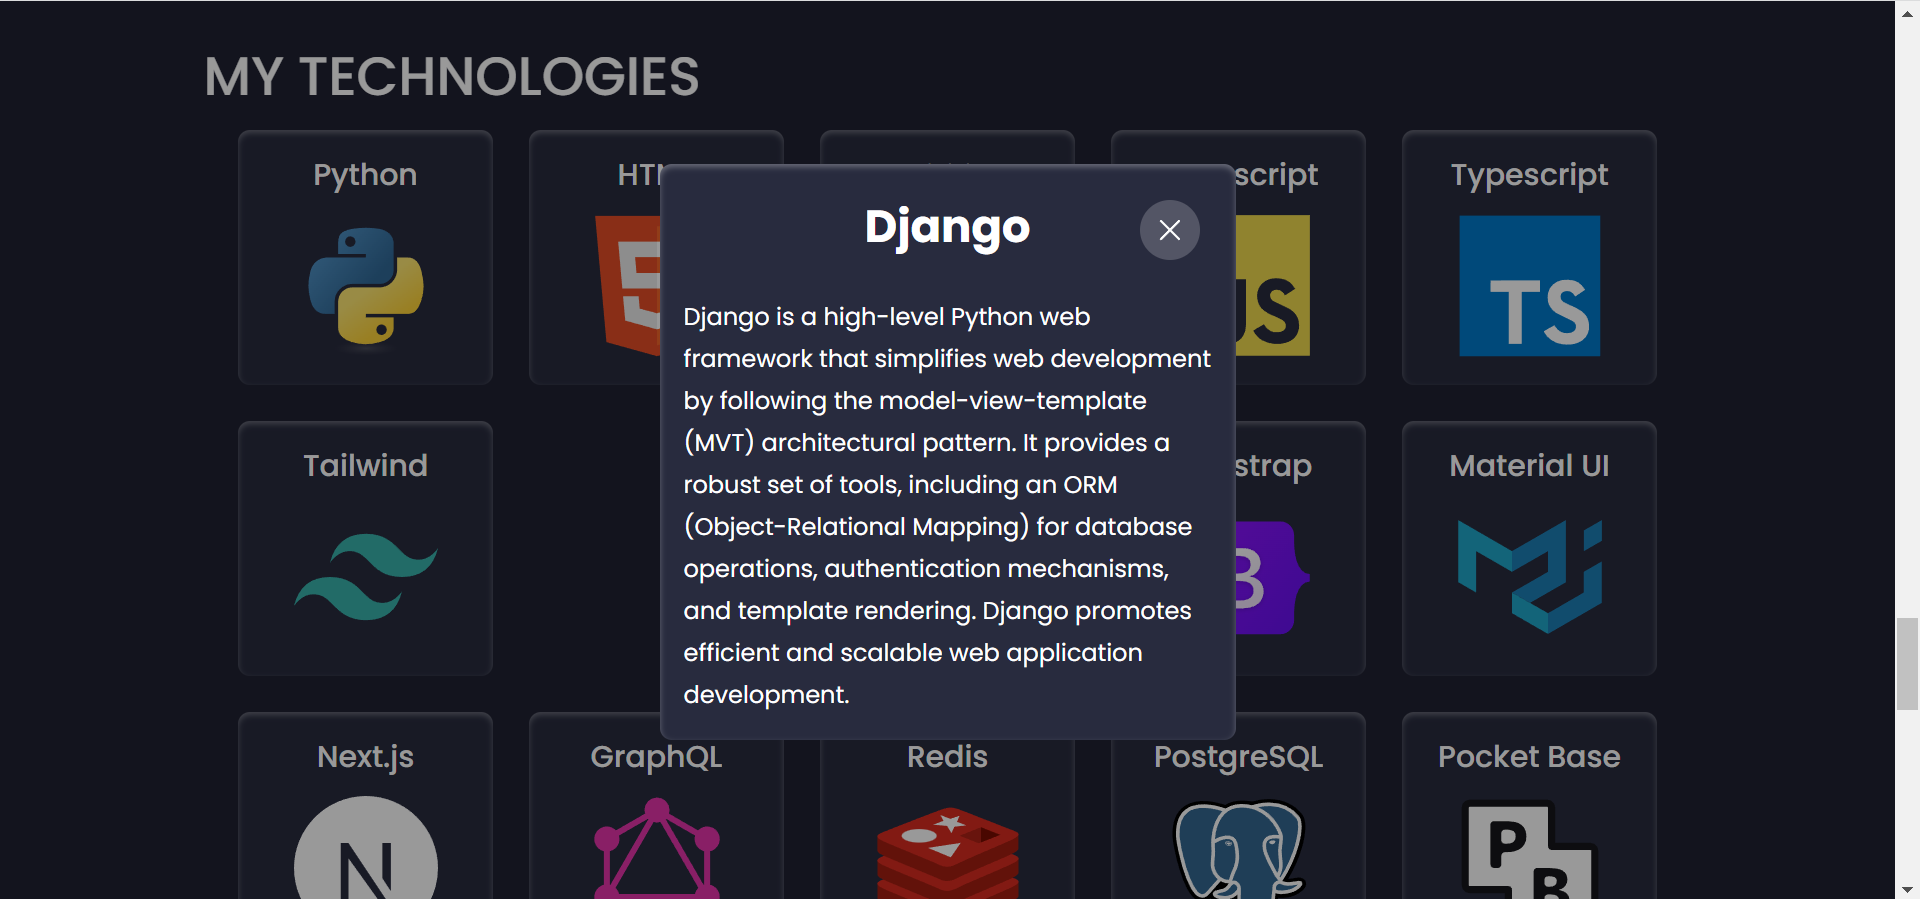 MY TECHNOLOGIES
Python
HT
script
Typescript
TS
JS
Django
Django is a high-level Python web
framework that simplifies web development
by following the model-view-template
(MVT) architectural pattern. It provides a
robust set of tools, including an ORM
(Object-Relational Mapping) for database
operations, authentication mechanisms,
and template rendering. Django promotes
efficient and scalable web application
development.
Tailwind
strap
B
Material UI
Next.js
GraphQL
Redis
PostgreSQL
Pocket Base
N
P
B